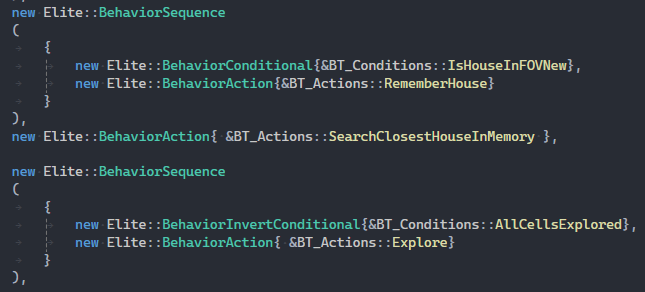 new Elite::BehaviorSequence
(
{
new Elite::BehaviorConditional{&BT_Conditions::IsHouseInFOVNew},
new Elite::BehaviorAction{&BT_Actions::RememberHouse}
}
),
new Elite::BehaviorAction{ &BT_Actions::SearchClosestHouseInMemory },
new Elite::BehaviorSequence
(
{
new Elite::BehaviorInvertConditional{&BT_Conditions::AllCellsExplored},
new Elite::BehaviorAction{ &BT_Actions::Explore}
}
),